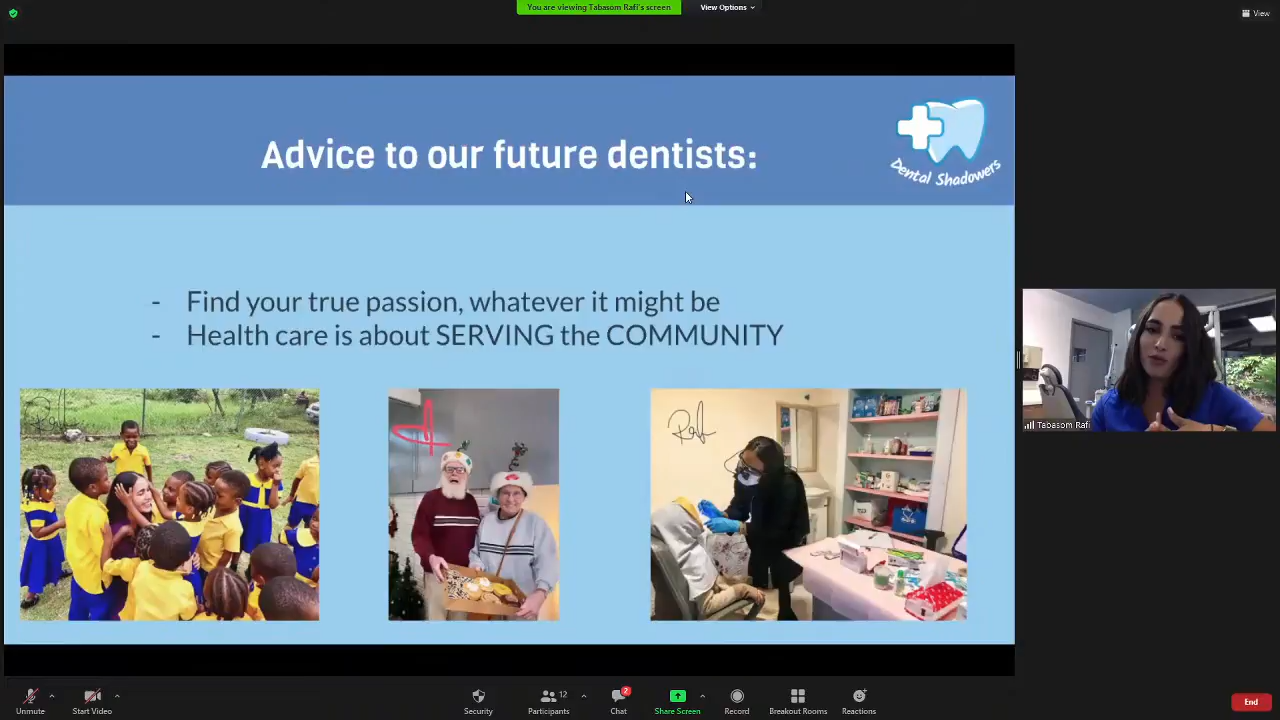 You are viewing Tabasom Rafi's screen
View Options
View
Advice to our future dentists:
Dental Shadowers
- Find your true passion, whatever it might be
- Health care is about SERVING the COMMUNITY
Rafi
Tabasom Rafi
Unmute
Start Video
Security
Participants
12
Chat
2
Share Screen
Record
Breakout Rooms
Reactions
End